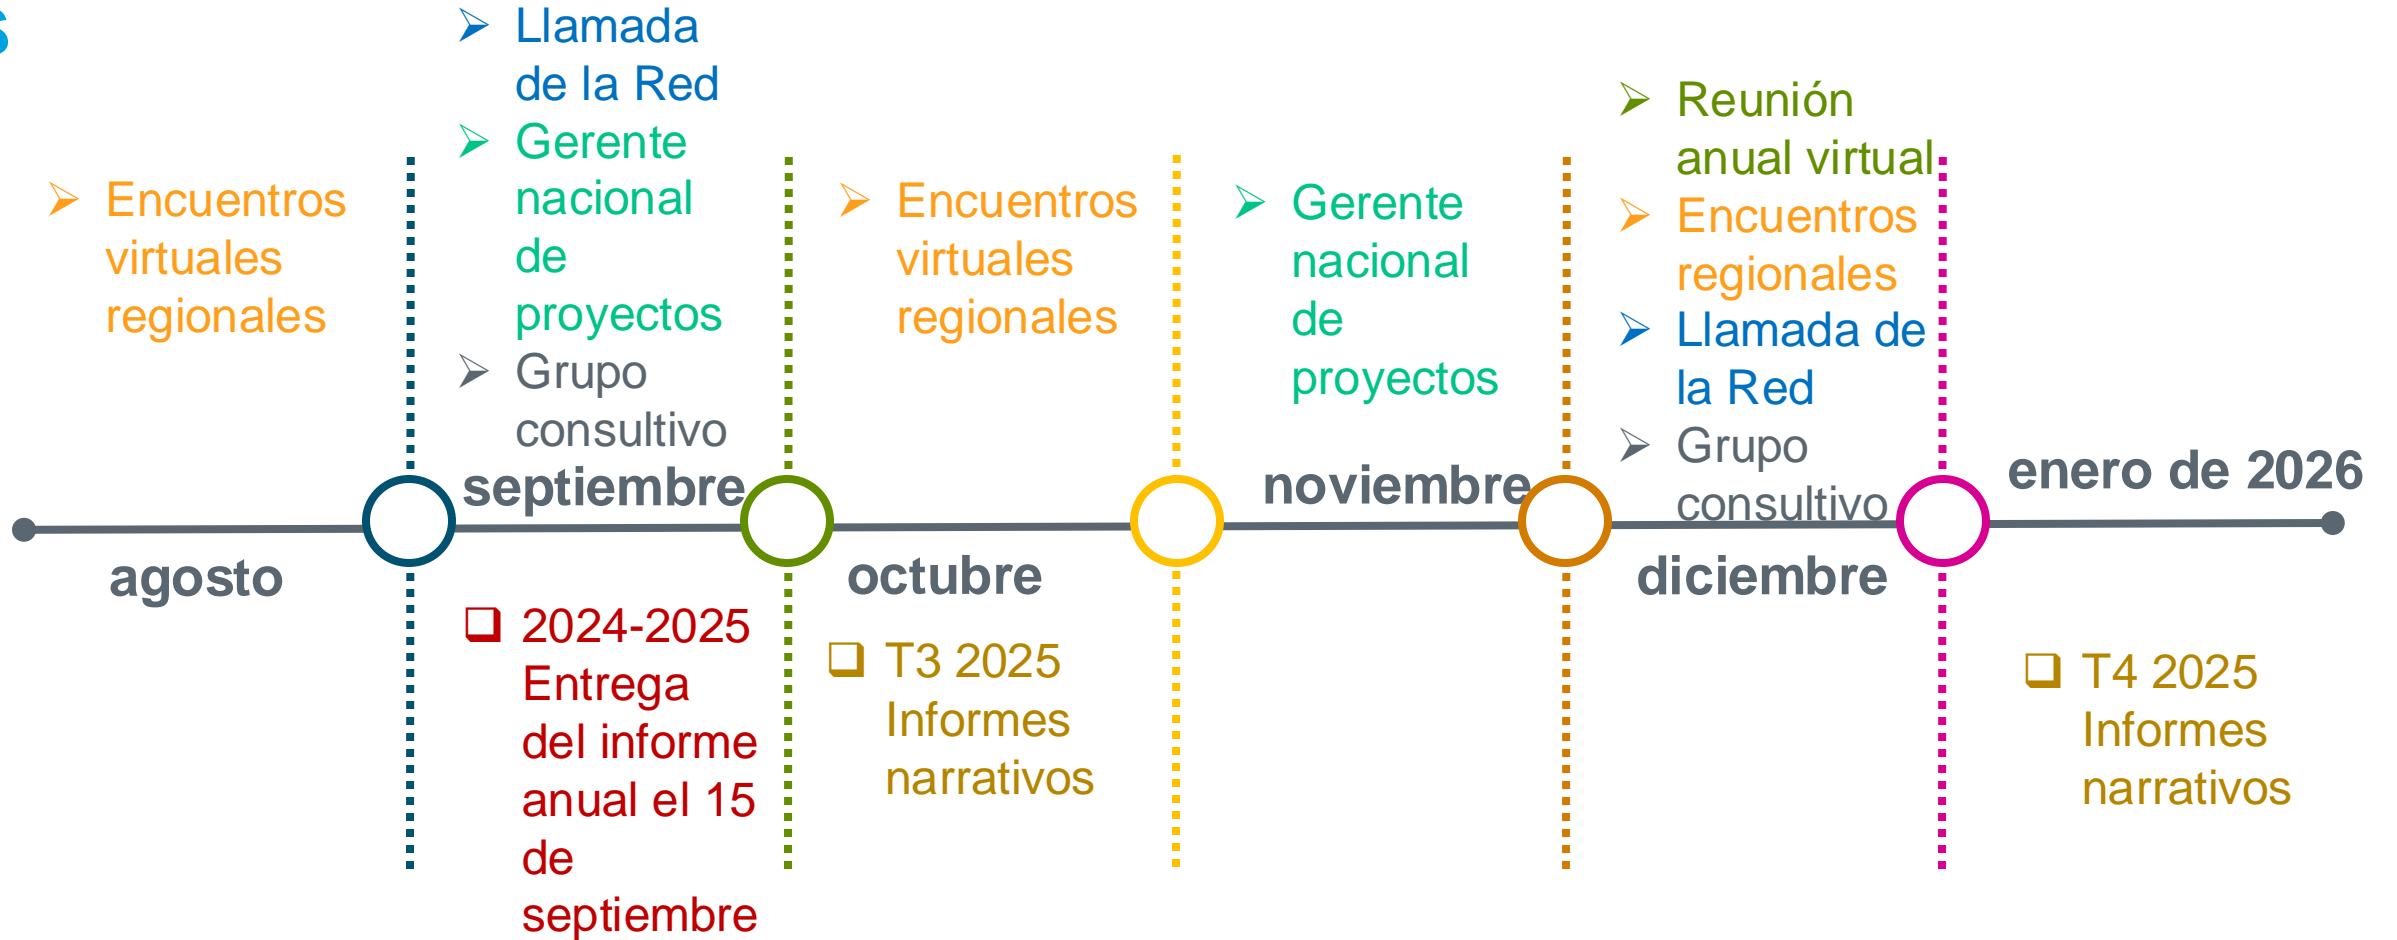 s
Encuentros
virtuales
regionales
agosto
Llamada
de la Red
Gerente
nacional
de
proyectos
Grupo
consultivo
septiembre
2024-2025
Entrega
del informe
anual el 15
de
septiembre
Encuentros
virtuales
regionales
octubre
T3 2025
Informes
narrativos
Gerente
nacional
de
proyectos
noviembre
Reunión
anual virtual
Encuentros
regionales
Llamada de
la Red
Grupo
consultivo
diciembre
enero de 2026
T4 2025
Informes
narrativos